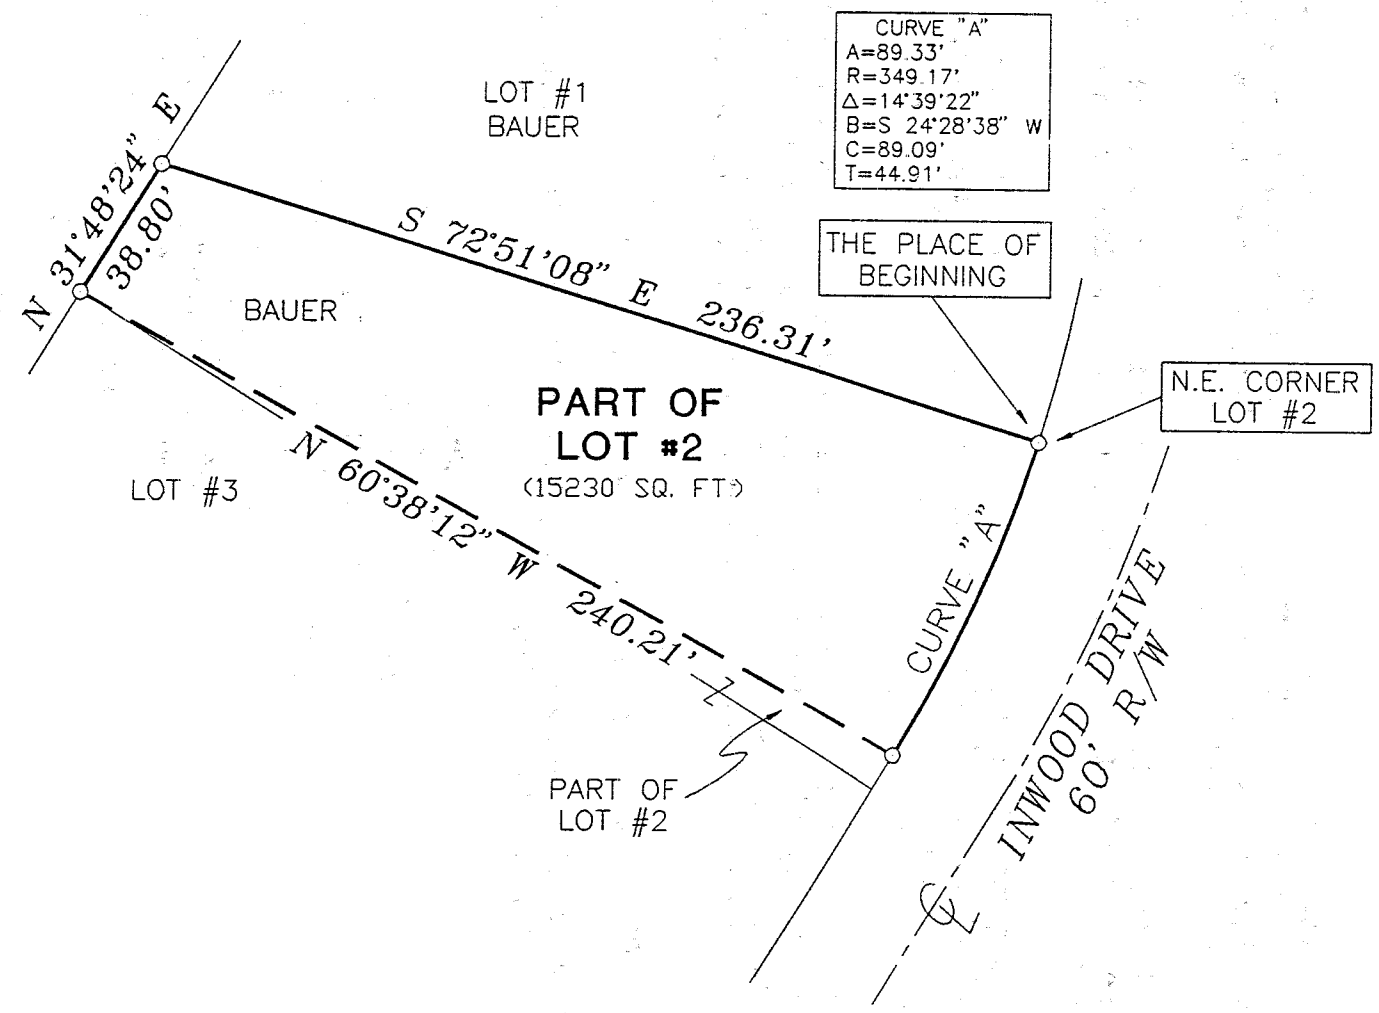 CURVE "A"
A=89.33'
R=349.17'
Δ=14°39'22"
B=S 24°28'38" W
C=89.09'
T=44.91'
LOT #1
BAUER
THE PLACE OF
BEGINNING
N.E. CORNER
LOT #2
N 31°48'24" E
38.80'
S 72°51'08" E 236.31'
BAUER
PART OF
LOT #2
(15230 SQ. FT.)
LOT #3
N 60°38'12" W 240.21'
CURVE "A"
PART OF
LOT #2
INWOOD DRIVE
60' R/W
℄